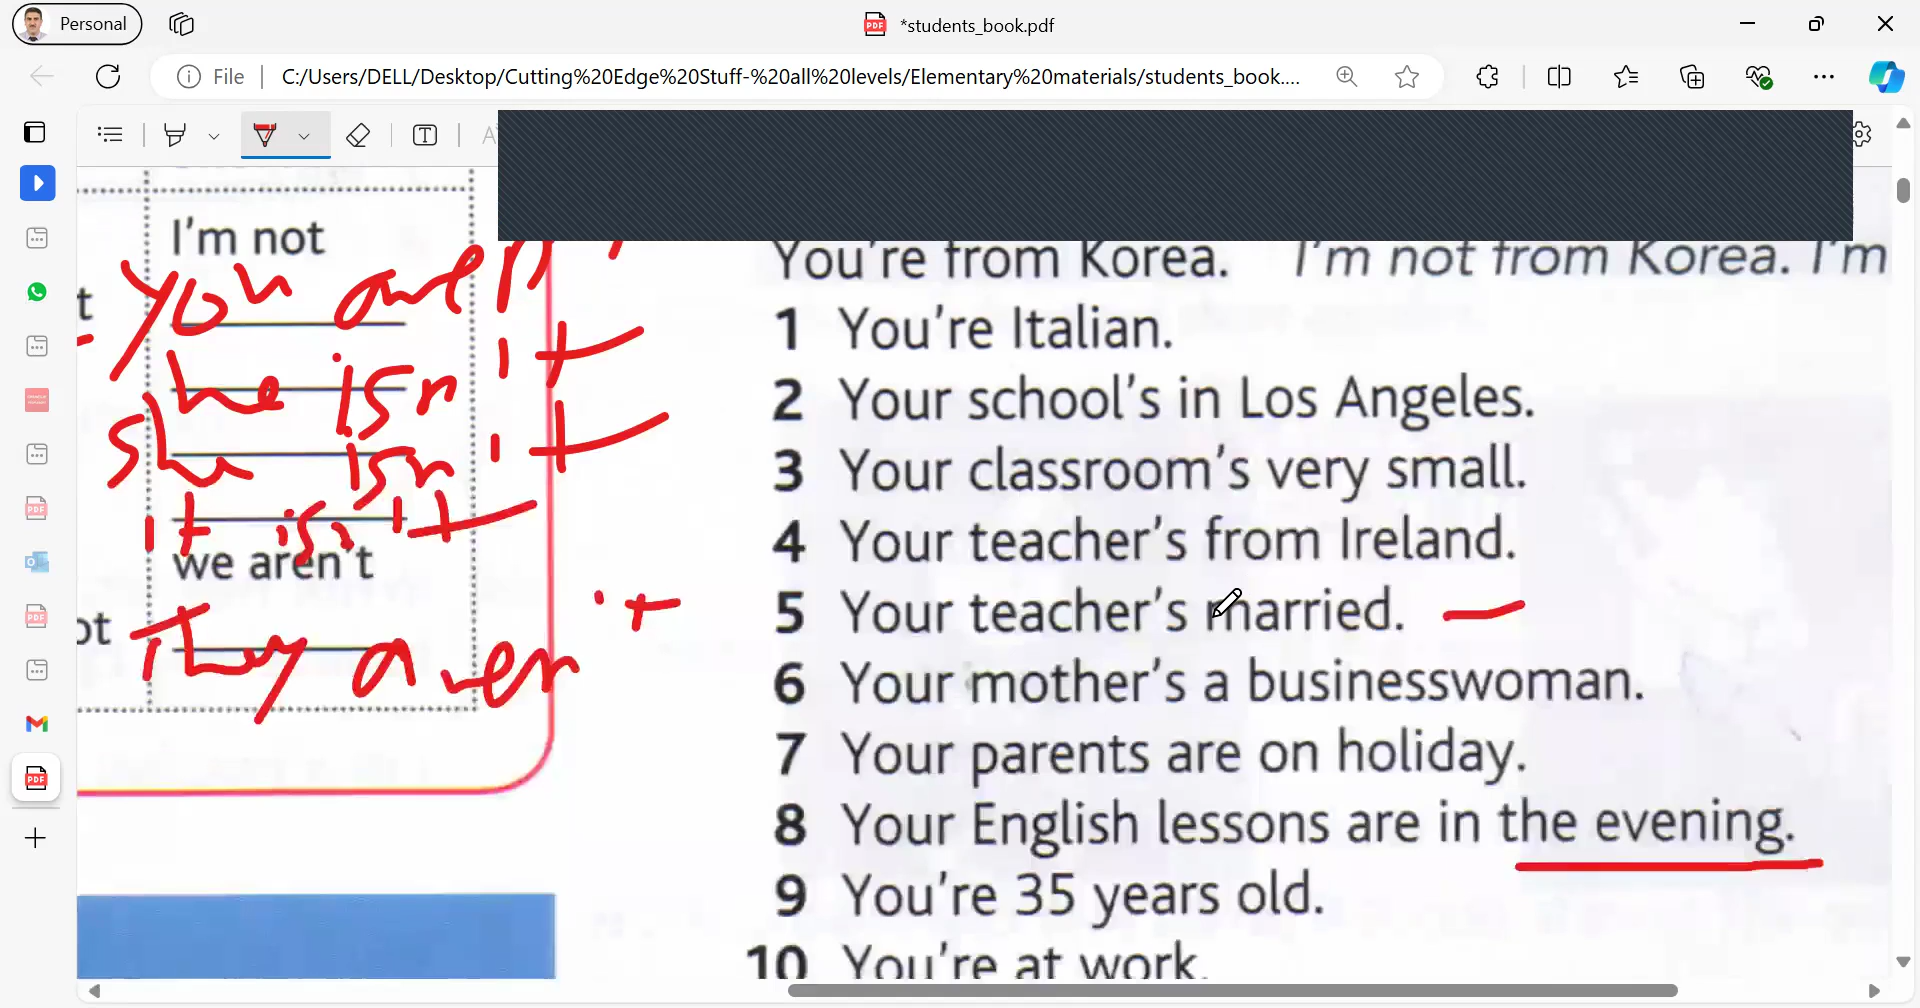 Personal
*students_book.pdf
File
C:/Users/DELL/Desktop/Cutting%20Edge%20Stuff-%20all%20levels/Elementary%20materials/students_book....
I'm not
you aren
he isn't
she isn't
it isn't
we aren't
They aren't
t
ot
You're from Korea. I'm not from Korea. I'm
1 You're Italian.
2 Your school's in Los Angeles.
3 Your classroom's very small.
4 Your teacher's from Ireland.
5 Your teacher's married.
6 Your mother's a businesswoman.
7 Your parents are on holiday.
8 Your English lessons are in the evening.
9 You're 35 years old.
10 You're at work.